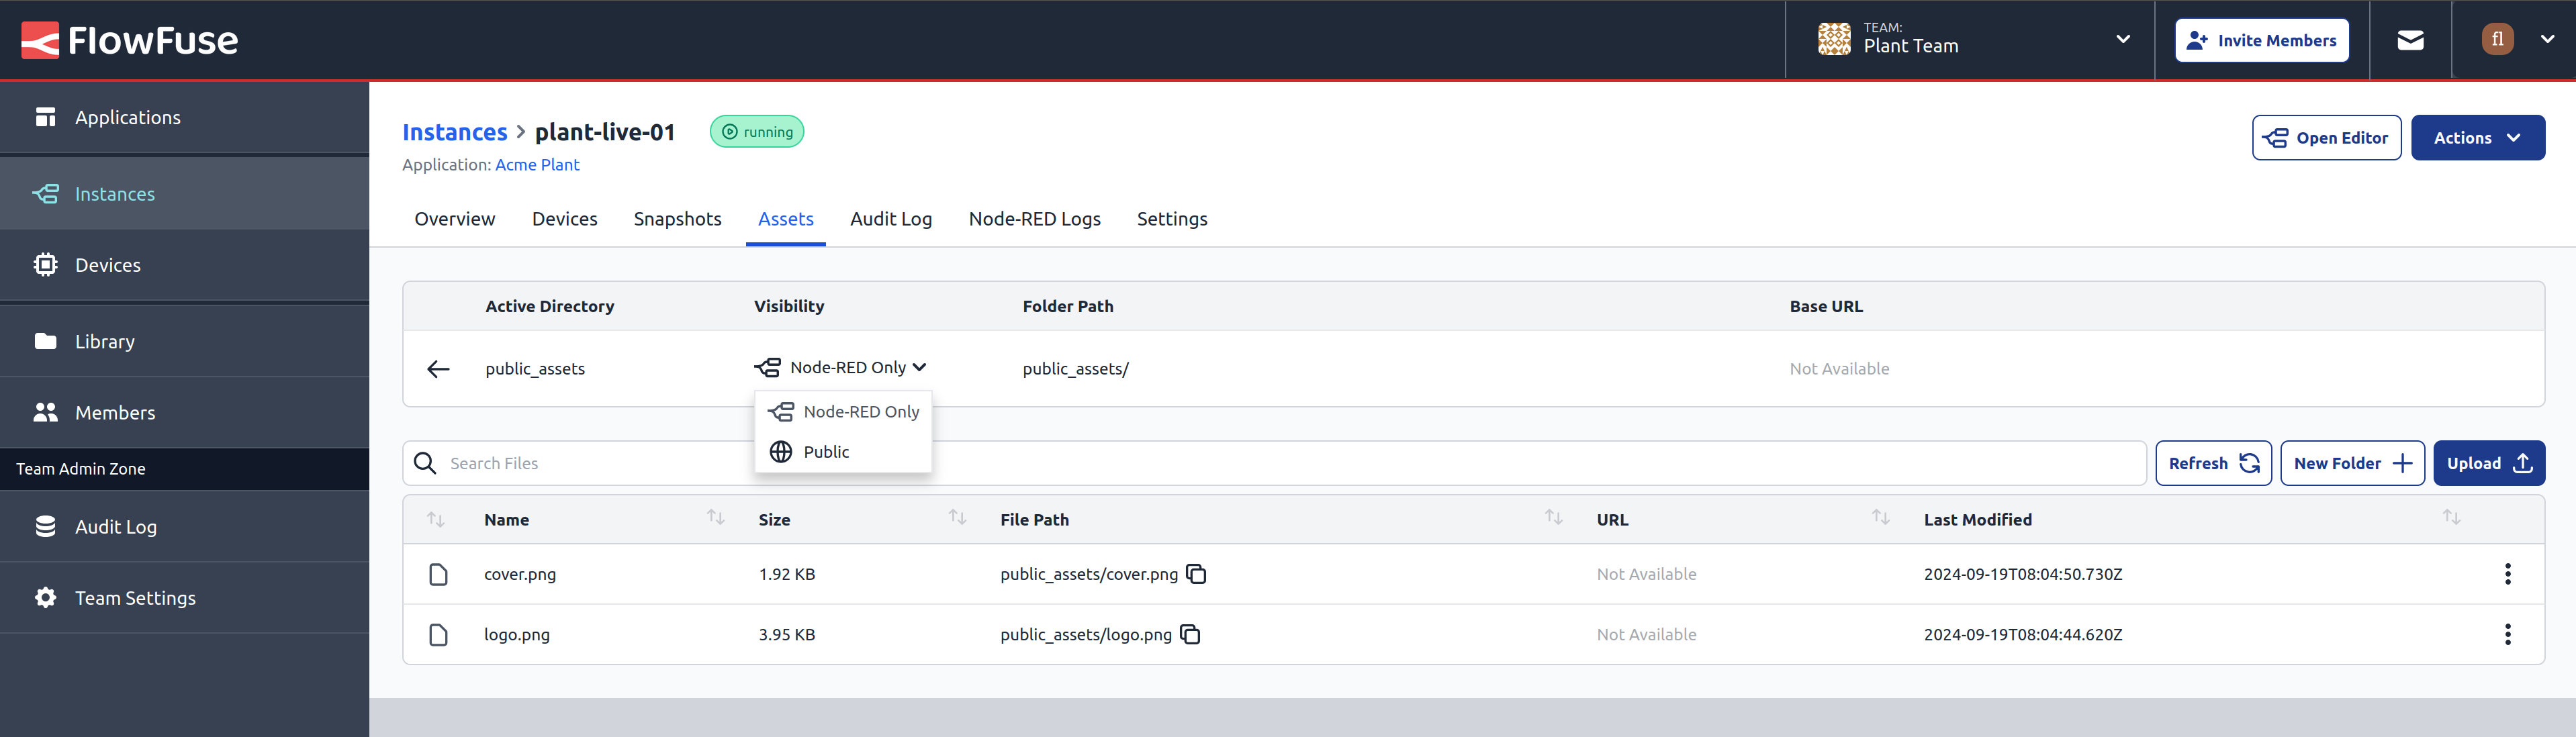 FlowFuse
TEAM:
Plant Team
Invite Members
fl
Applications
Instances
Devices
Library
Members
Team Admin Zone
Audit Log
Team Settings
Instances > plant-live-01
running
Application: Acme Plant
Open Editor
Actions
Overview Devices Snapshots Assets Audit Log Node-RED Logs Settings
Active Directory Visibility Folder Path Base URL
public_assets Node-RED Only public_assets/ Not Available
Node-RED Only
Public
Search Files
Refresh
New Folder
Upload
Name Size File Path URL Last Modified
cover.png 1.92 KB public_assets/cover.png Not Available 2024-09-19T08:04:50.730Z
logo.png 3.95 KB public_assets/logo.png Not Available 2024-09-19T08:04:44.620Z